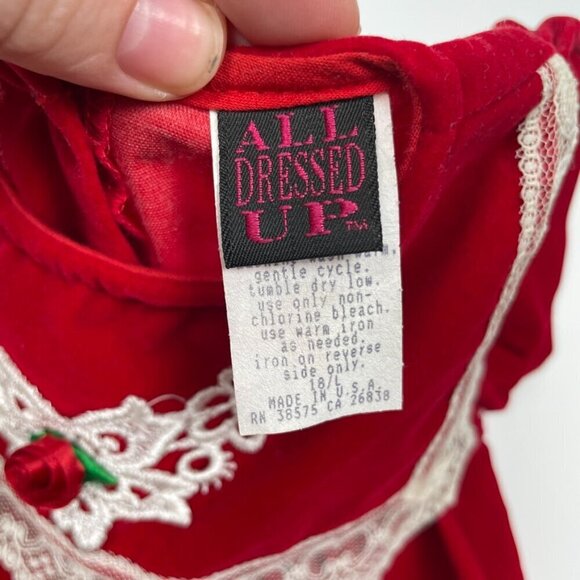 ALL
DRESSED
UP™
gentle cycle.
tumble dry low.
use only non-
chlorine bleach.
use warm iron
as needed.
iron on reverse
side only.
18/L
MADE IN U.S.A.
RN 38575 CA 26838